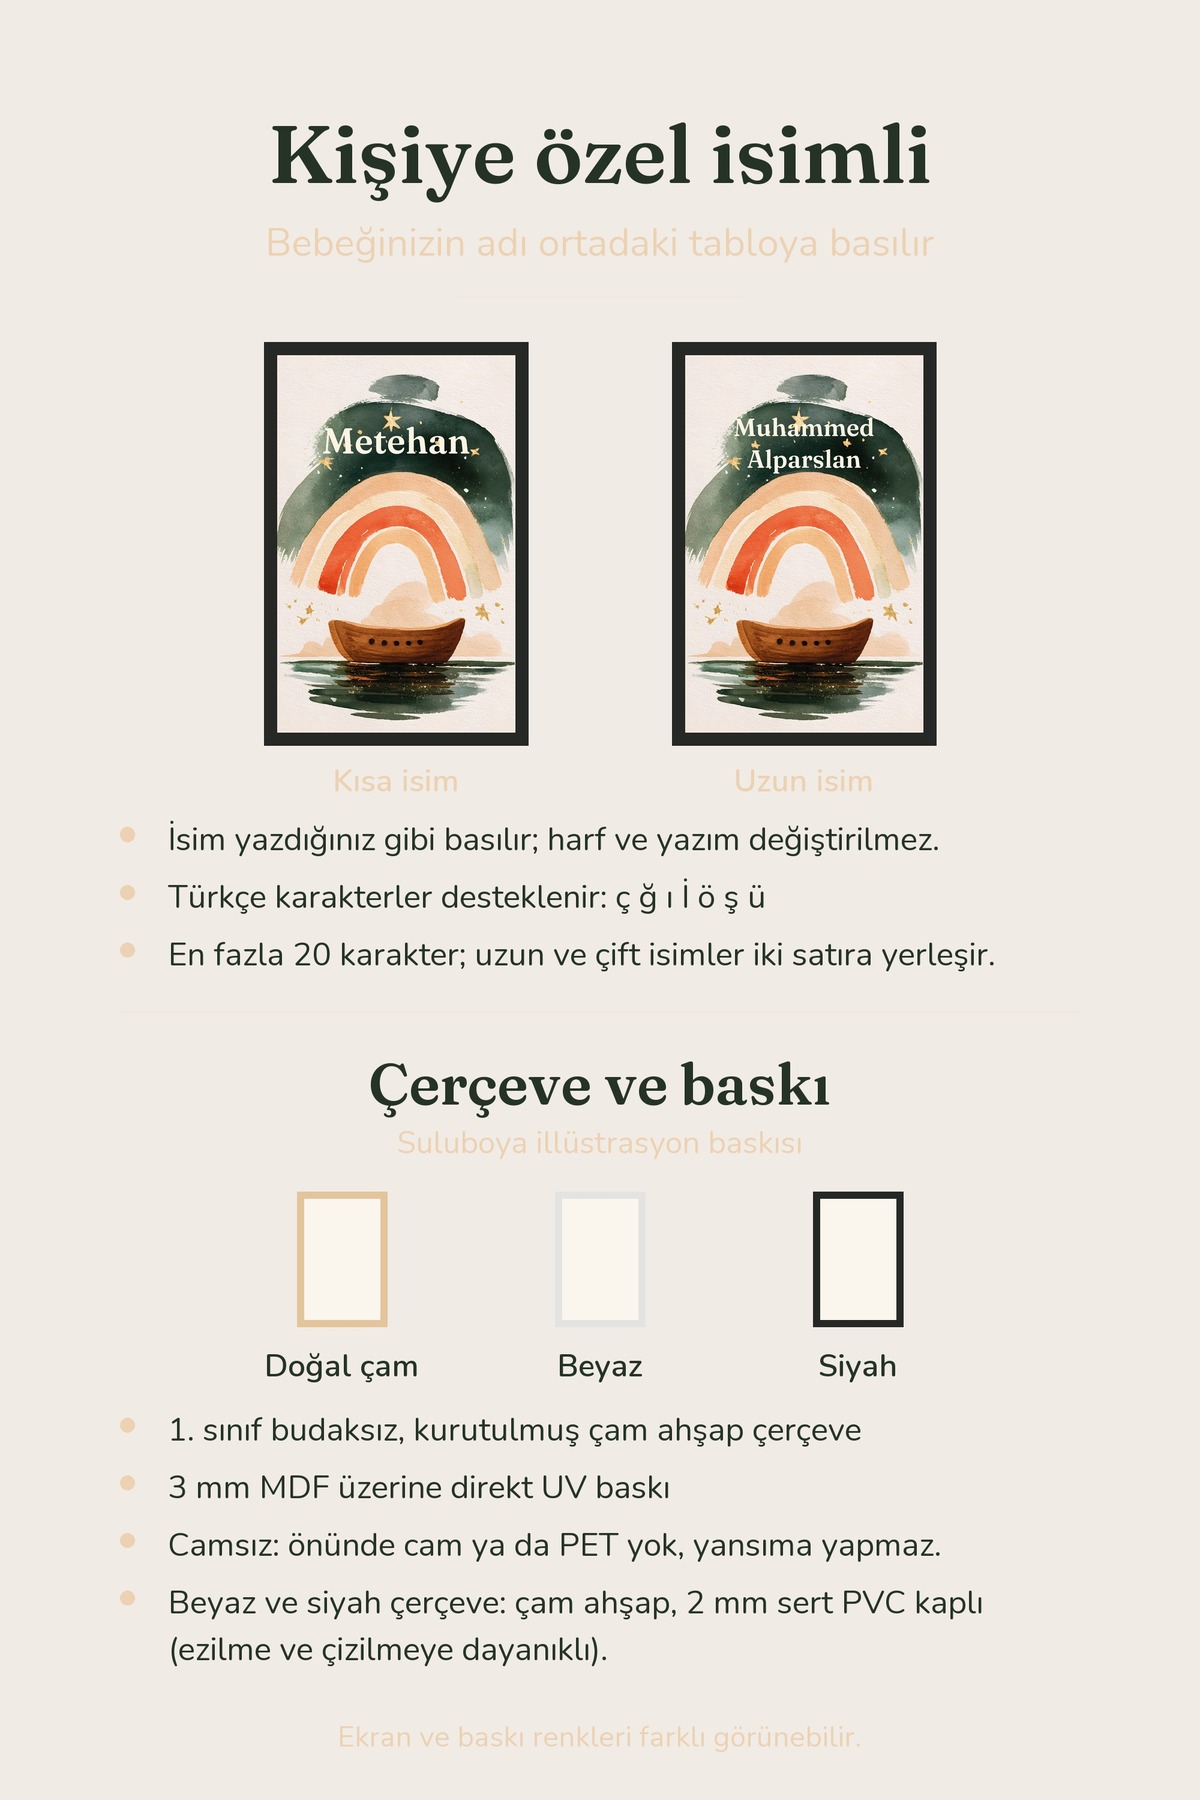 Kişiye özel isimli
Bebeğinizin adı ortadaki tabloya basılır
Metehan
Muhammed
Alparslan
Kısa isim
Uzun isim
İsim yazdığınız gibi basılır; harf ve yazım değiştirilmez.
Türkçe karakterler desteklenir: ç ğ ı İ ö ş ü
En fazla 20 karakter; uzun ve çift isimler iki satıra yerleşir.
Çerçeve ve baskı
Suluboya illüstrasyon baskısı
Doğal çam
Beyaz
Siyah
1. sınıf budaksız, kurutulmuş çam ahşap çerçeve
3 mm MDF üzerine direkt UV baskı
Camsız: önünde cam ya da PET yok, yansıma yapmaz.
Beyaz ve siyah çerçeve: çam ahşap, 2 mm sert PVC kaplı
(ezilme ve çizilmeye dayanıklı).
Ekran ve baskı renkleri farklı görünebilir.